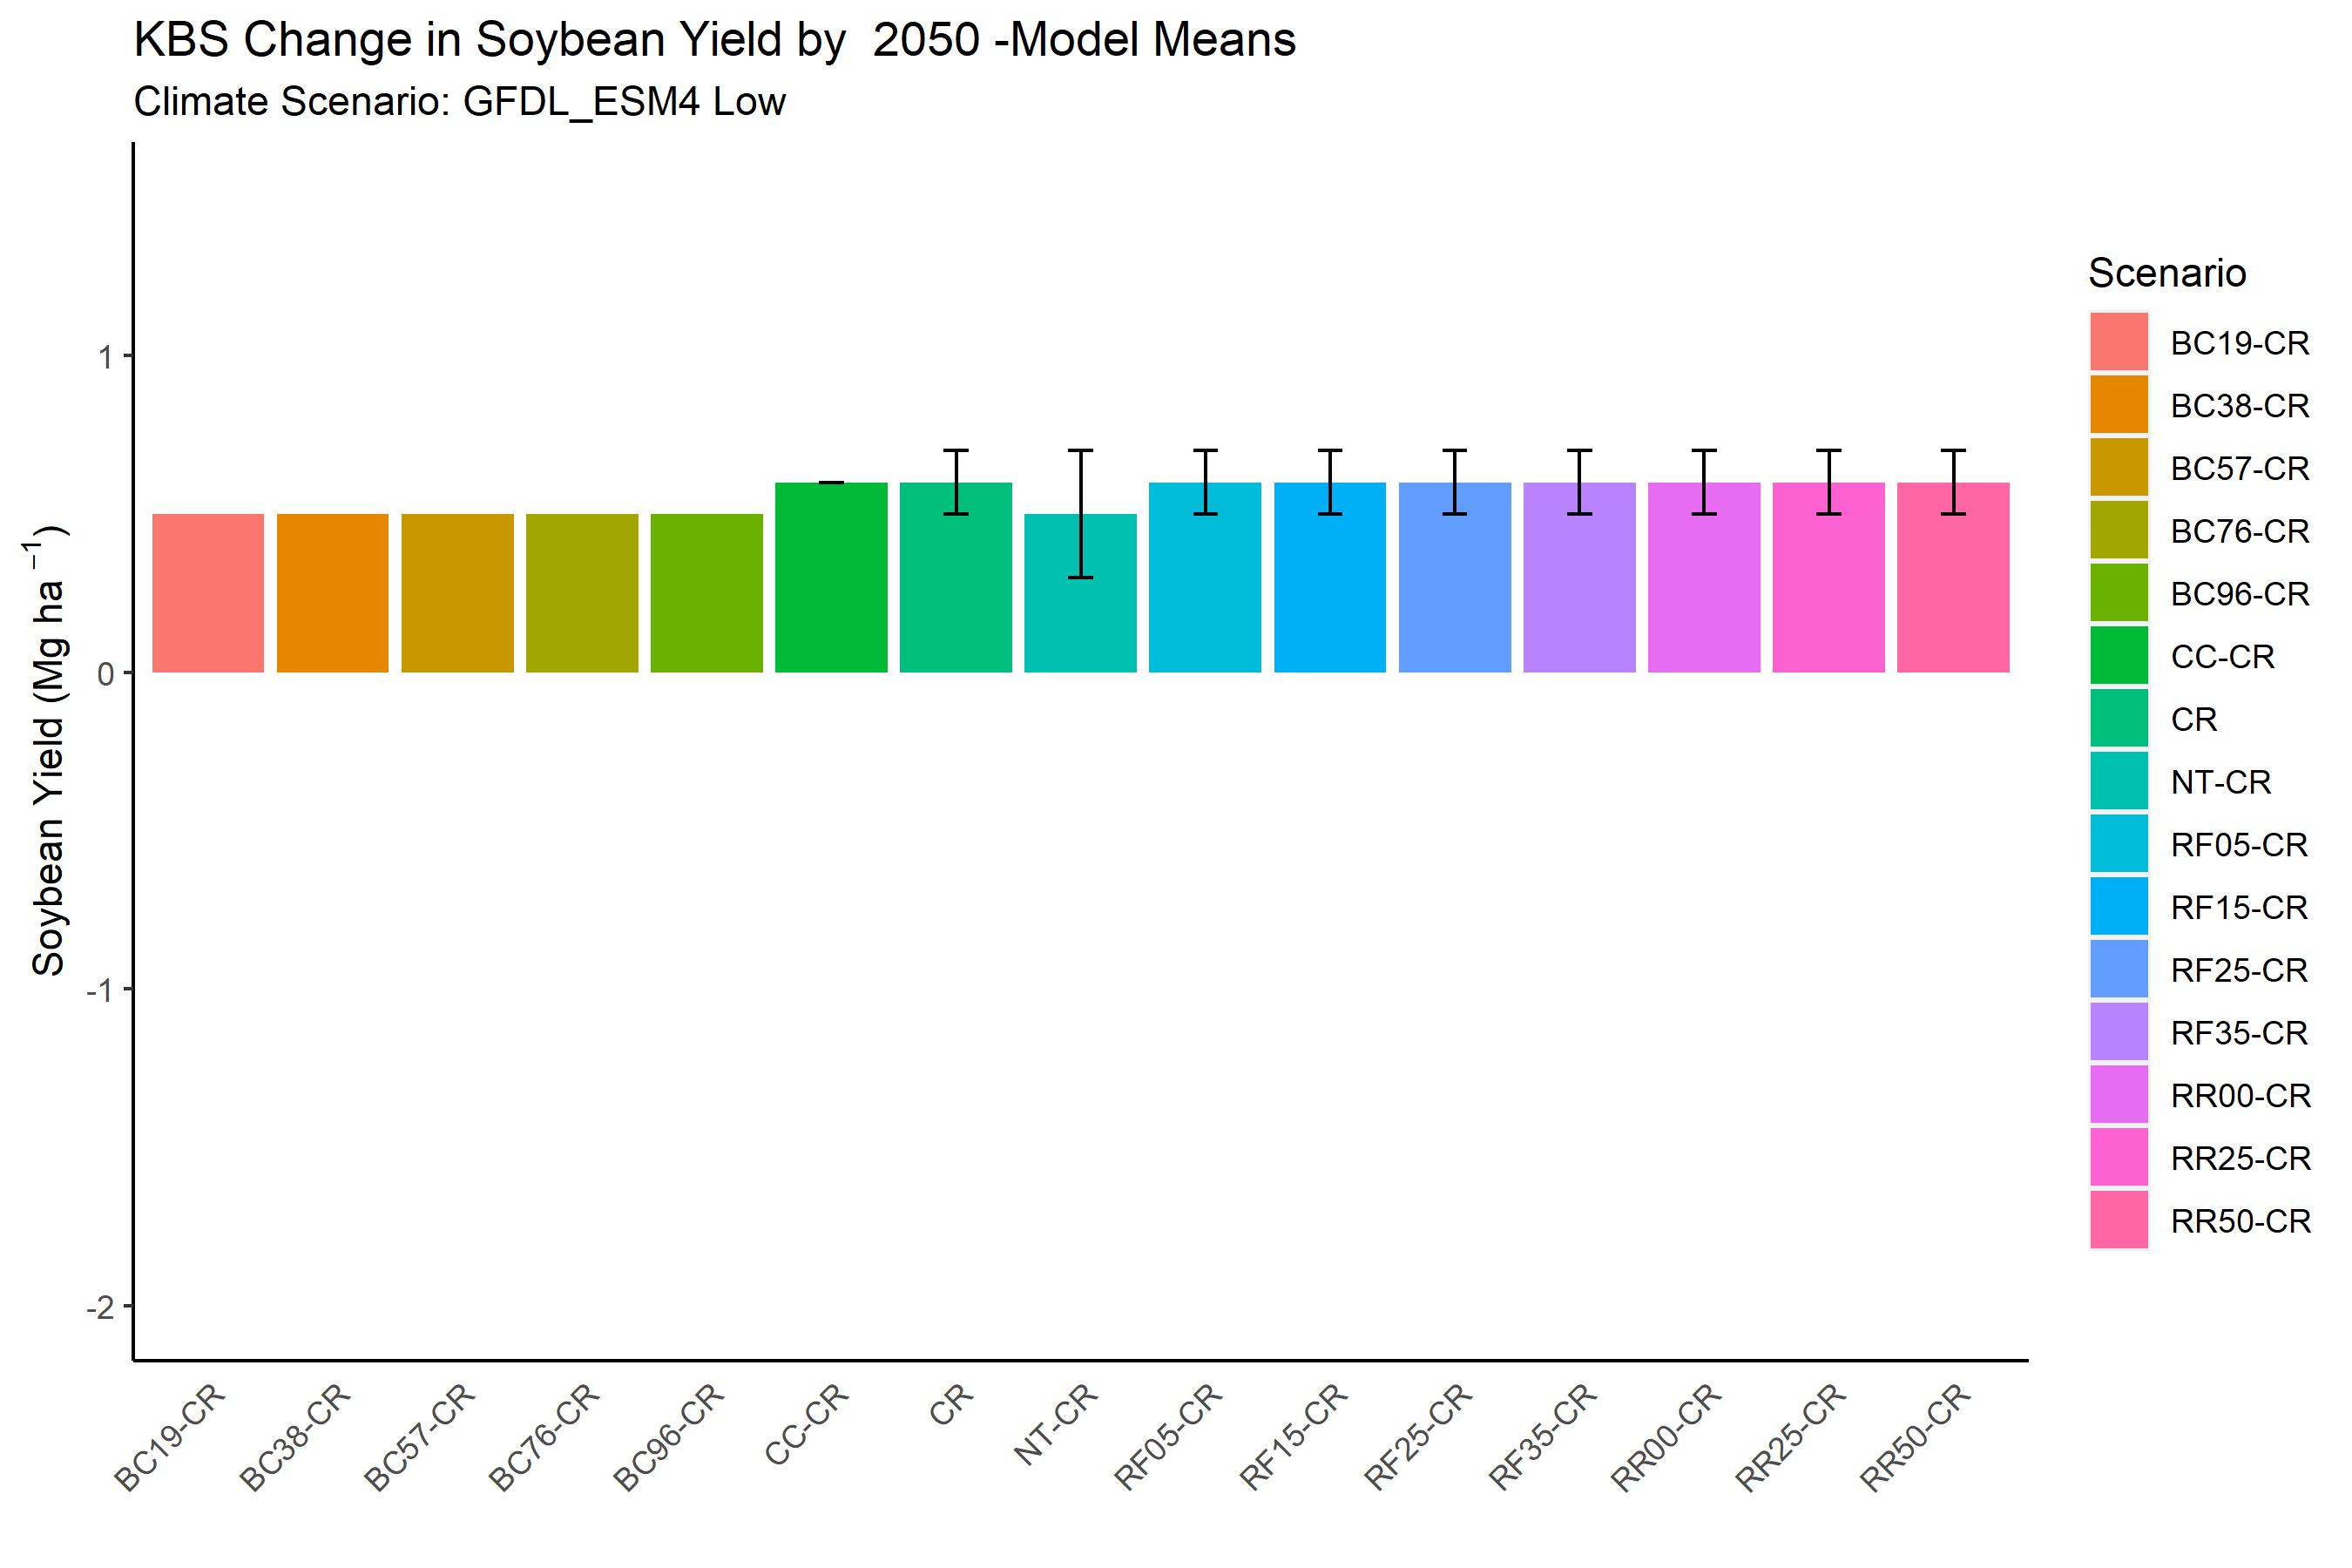 KBS Change in Soybean Yield by  2050 -Model Means
Climate Scenario: GFDL_ESM4 Low
Soybean Yield (Mg ha −1)
1
0
-1
-2
BC19-CR
BC38-CR
BC57-CR
BC76-CR
BC96-CR
CC-CR
CR
NT-CR
RF05-CR
RF15-CR
RF25-CR
RF35-CR
RR00-CR
RR25-CR
RR50-CR
Scenario
BC19-CR
BC38-CR
BC57-CR
BC76-CR
BC96-CR
CC-CR
CR
NT-CR
RF05-CR
RF15-CR
RF25-CR
RF35-CR
RR00-CR
RR25-CR
RR50-CR